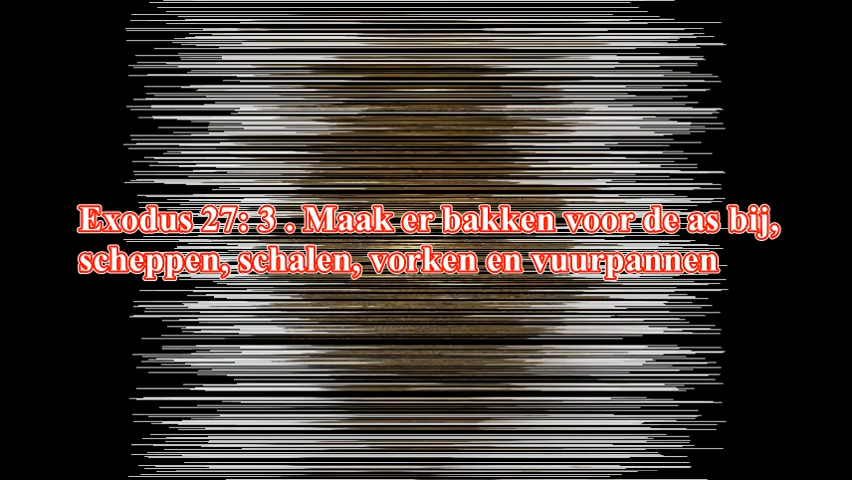 Exodus 27: 3 . Maak er bakken voor de as bij,
scheppen, schalen, vorken en vuurpannen